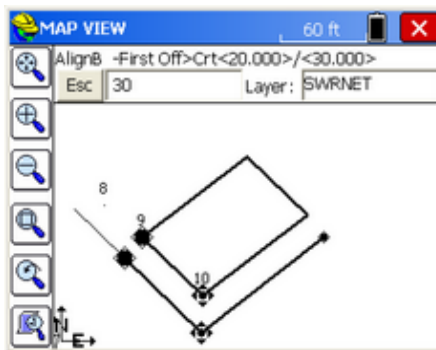 MAP VIEW 60 ft
AlignB -First Off>Crt<20.000>/<30.000>
Esc 30 Layer: SWRNET
8
9
10
N
E